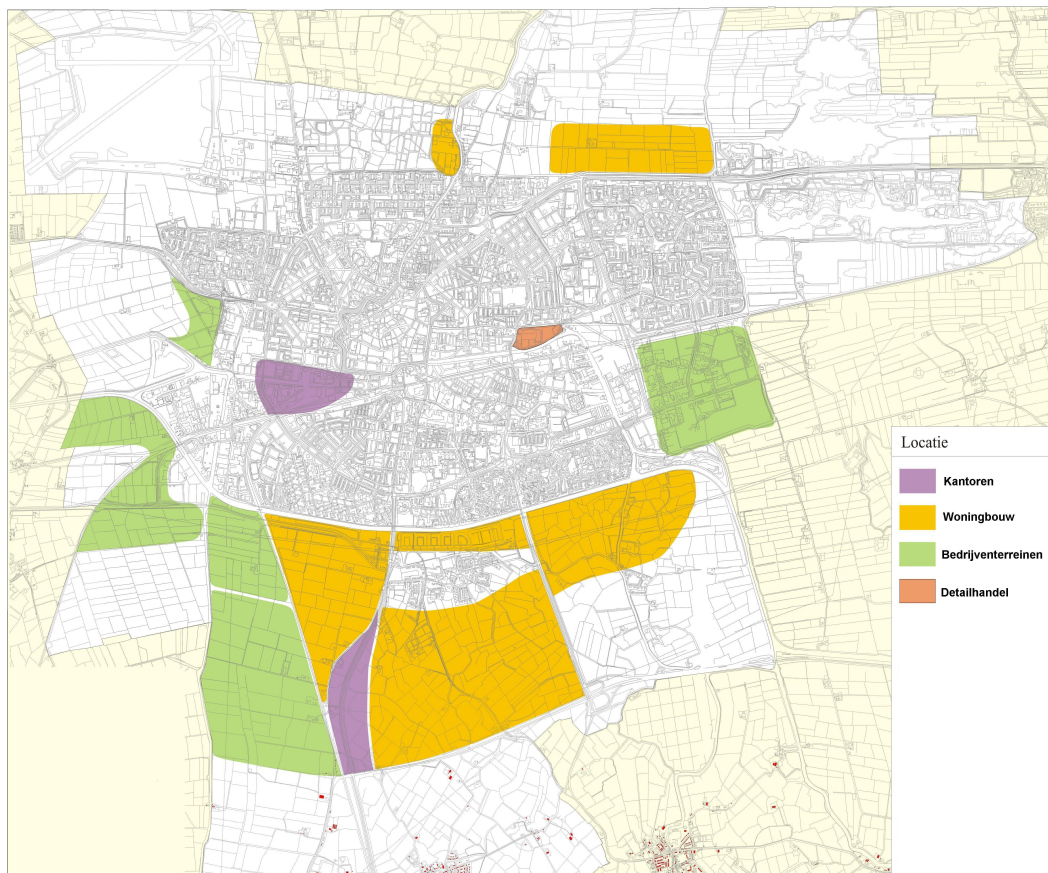 Locatie
Kantoren
Woningbouw
Bedrijventerreinen
Detailhandel